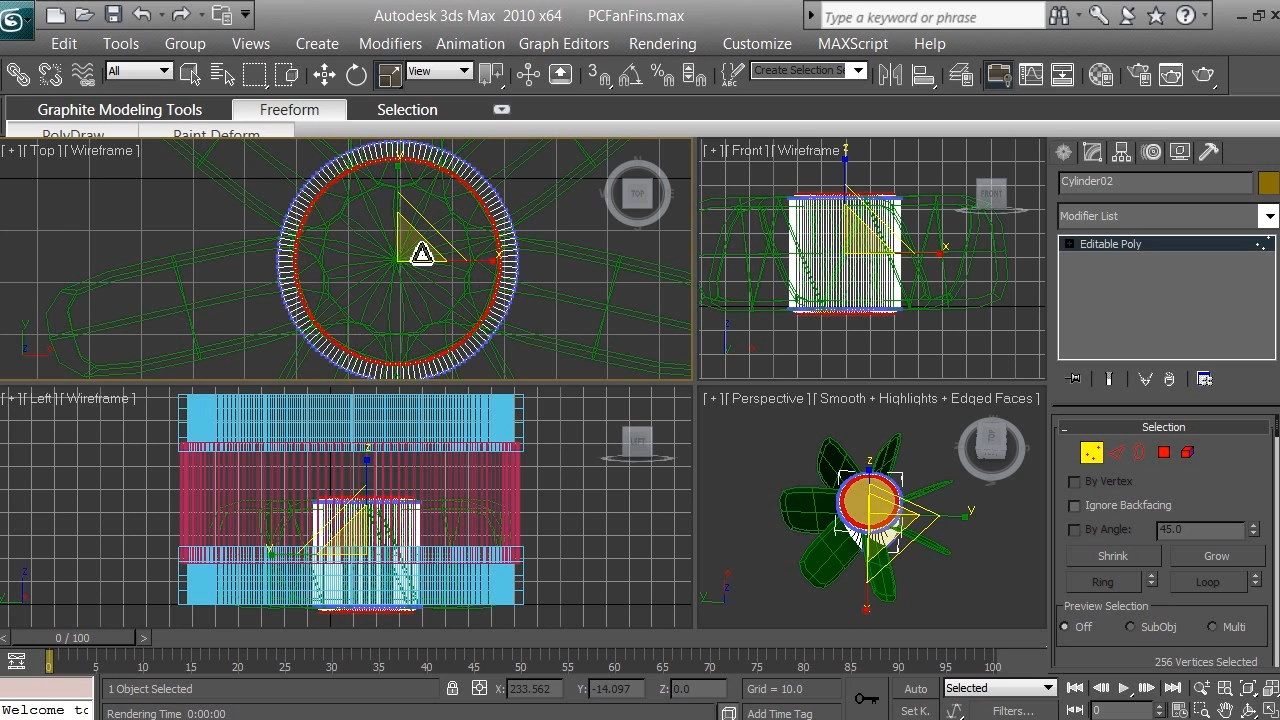 Autodesk 3ds Max 2010 x64 PCFanFins.max Type a keyword or phrase
Edit Tools Group Views Create Modifiers Animation Graph Editors Rendering Customize MAXScript Help
All View Create Selection Se
Graphite Modeling Tools Freeform Selection
PolyDraw Paint Deform
[ + ][ Top ][ Wireframe ] [ + ][ Front ][ Wireframe ]
TOP FRONT
Cylinder02
Modifier List
Editable Poly
[ + ][ Left ][ Wireframe ] [ + ][ Perspective ][ Smooth + Highlights + Edged Faces ]
LEFT
Selection
By Vertex
Ignore Backfacing
By Angle: 45.0
Shrink Grow
Ring Loop
Preview Selection
Off SubObj Multi
0 / 100
256 Vertices Selected
0 5 10 15 20 25 30 35 40 45 50 55 60 65 70 75 80 85 90 95 100
1 Object Selected X: 233.562 Y: -14.097 Z: 0.0 Grid = 10.0 Auto Selected
Welcome to Rendering Time 0:00:00 Add Time Tag Set K. Filters... 0